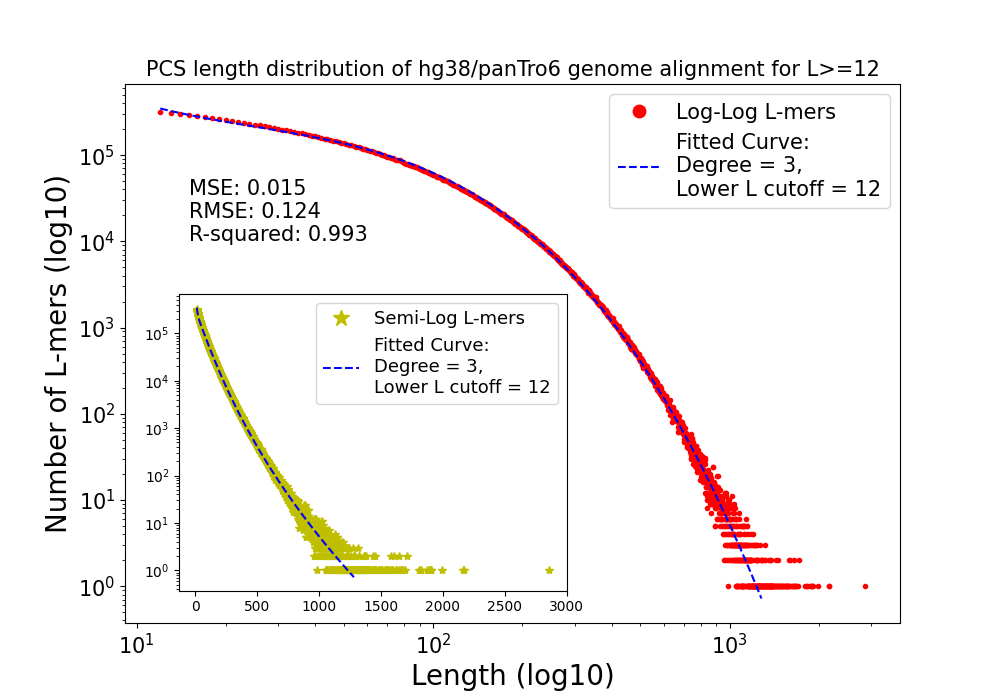 PCS length distribution of hg38/panTro6 genome alignment for L>=12
Number of L-mers (log10)
10^5
10^4
10^3
10^2
10^1
10^0
Log-Log L-mers
Fitted Curve:
Degree = 3,
Lower L cutoff = 12
MSE: 0.015
RMSE: 0.124
R-squared: 0.993
Semi-Log L-mers
Fitted Curve:
Degree = 3,
Lower L cutoff = 12
10^5
10^4
10^3
10^2
10^1
10^0
0 500 1000 1500 2000 2500 3000
10^1 10^2 10^3
Length (log10)